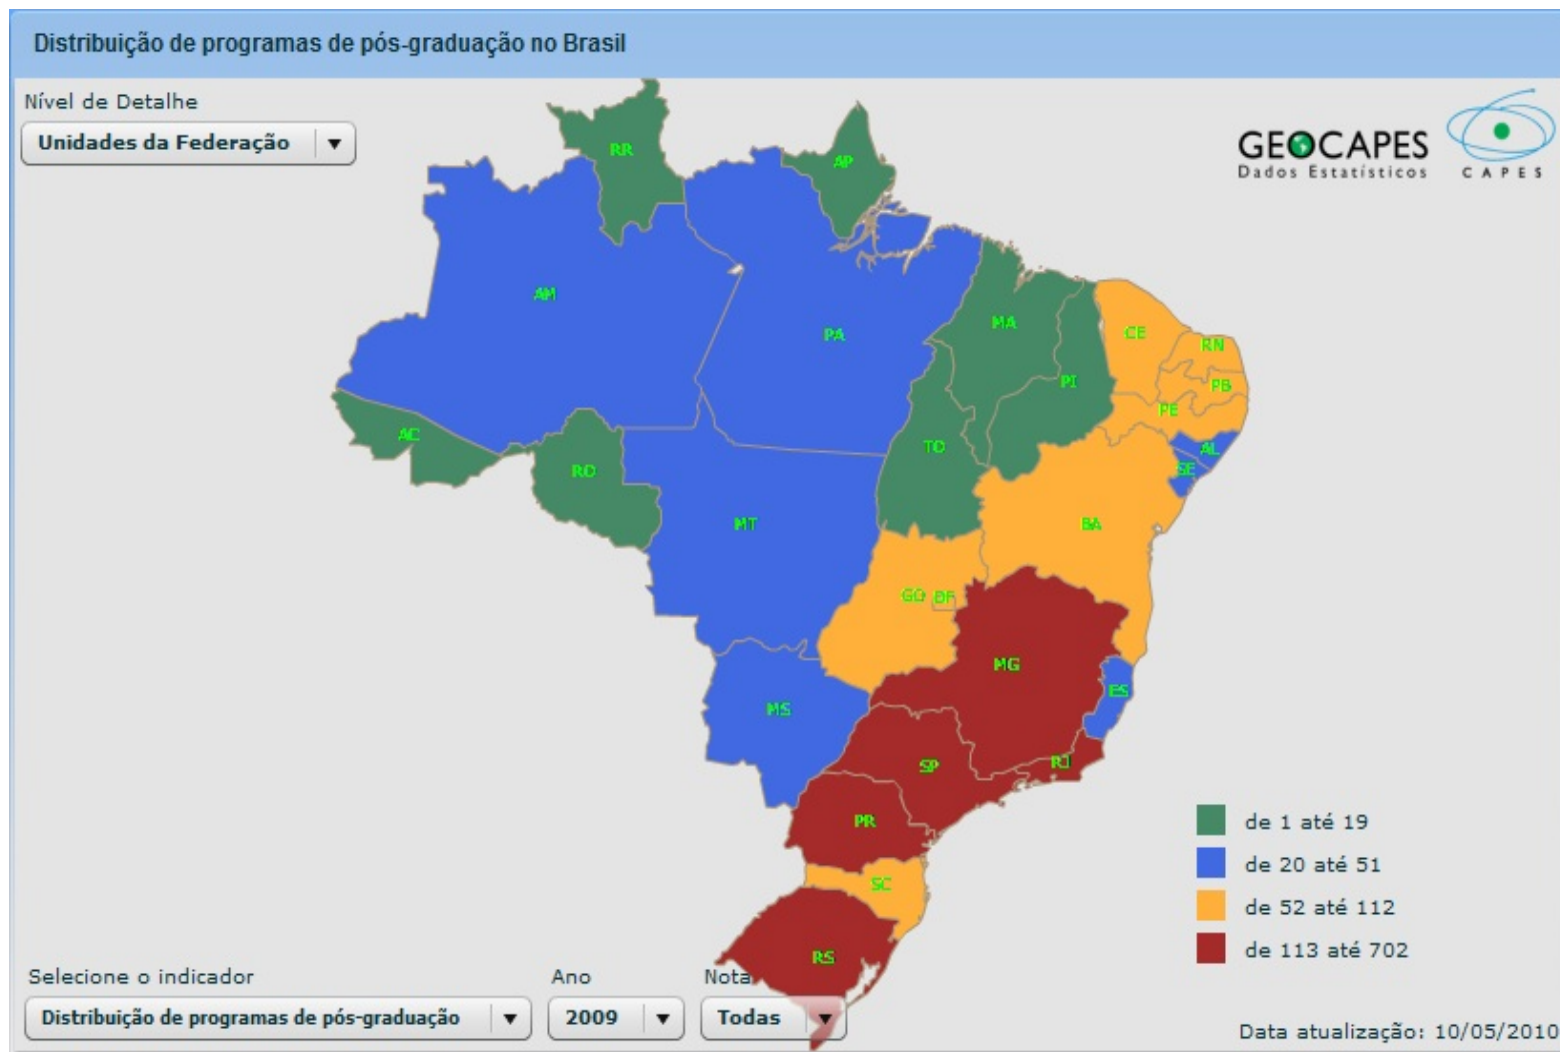 Distribuição de programas de pós-graduação no Brasil
Nível de Detalhe
Unidades da Federação
GEOCAPES
Dados Estatísticos
CAPES
RR
AP
AM
PA
MA
CE
RN
PI
PB
PE
AC
TO
AL
RO
SE
MT
BA
GO
DF
MG
ES
MS
SP
RJ
PR
SC
RS
de 1 até 19
de 20 até 51
de 52 até 112
de 113 até 702
Selecione o indicador
Ano
Nota
Distribuição de programas de pós-graduação
2009
Todas
Data atualização: 10/05/2010